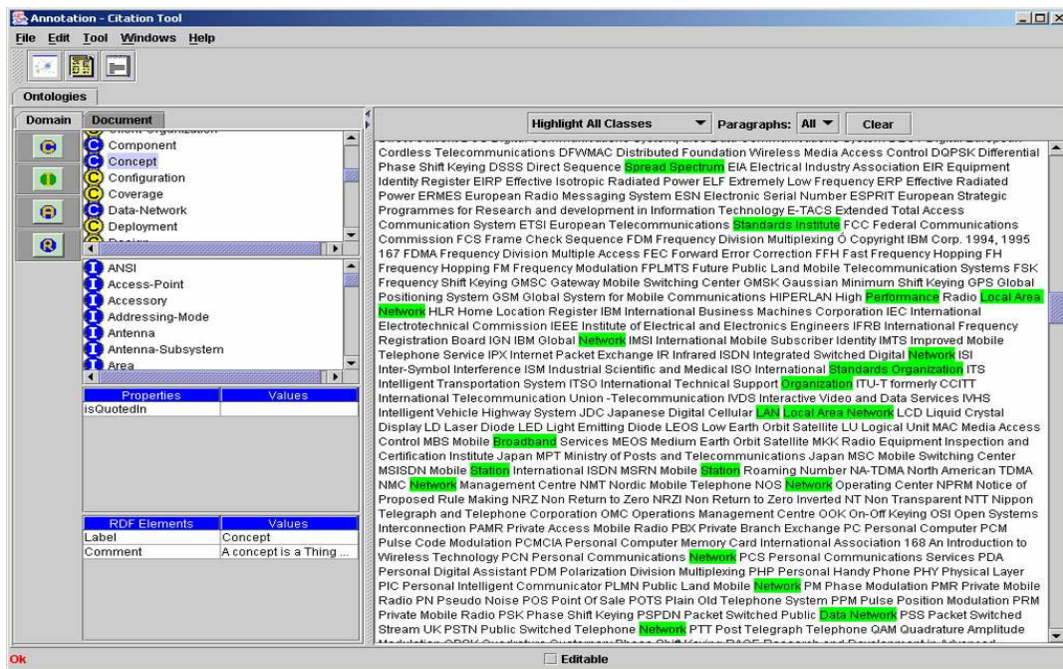 Annotation - Citation Tool
File Edit Tool Windows Help
Ontologies
Domain Document
Client-Organization
Component
Concept
Configuration
Coverage
Data-Network
Deployment
Design
ANSI
Access-Point
Accessory
Addressing-Mode
Antenna
Antenna-Subsystem
Area
Properties Values
isQuotedIn
RDF Elements Values
Label Concept
Comment A concept is a Thing ...
Highlight All Classes Paragraphs: All Clear
Cordless Telecommunications DFWMAC Distributed Foundation Wireless Media Access Control DQPSK Differential
Phase Shift Keying DSSS Direct Sequence Spread Spectrum EIA Electrical Industry Association EIR Equipment
Identity Register EIRP Effective Isotropic Radiated Power ELF Extremely Low Frequency ERP Effective Radiated
Power ERMES European Radio Messaging System ESN Electronic Serial Number ESPRIT European Strategic
Programmes for Research and development in Information Technology E-TACS Extended Total Access
Communication System ETSI European Telecommunications Standards Institute FCC Federal Communications
Commission FCS Frame Check Sequence FDM Frequency Division Multiplexing Ó Copyright IBM Corp. 1994, 1995
167 FDMA Frequency Division Multiple Access FEC Forward Error Correction FFH Fast Frequency Hopping FH
Frequency Hopping FM Frequency Modulation FPLMTS Future Public Land Mobile Telecommunication Systems FSK
Frequency Shift Keying GMSC Gateway Mobile Switching Center GMSK Gaussian Minimum Shift Keying GPS Global
Positioning System GSM Global System for Mobile Communications HIPERLAN High Performance Radio Local Area
Network HLR Home Location Register IBM International Business Machines Corporation IEC International
Electrotechnical Commission IEEE Institute of Electrical and Electronics Engineers IFRB International Frequency
Registration Board IGN IBM Global Network IMSI International Mobile Subscriber Identity IMTS Improved Mobile
Telephone Service IPX Internet Packet Exchange IR Infrared ISDN Integrated Switched Digital Network ISI
Inter-Symbol Interference ISM Industrial Scientific and Medical ISO International Standards Organization ITS
Intelligent Transportation System ITSO International Technical Support Organization ITU-T formerly CCITT
International Telecommunication Union -Telecommunication IVDS Interactive Video and Data Services IVHS
Intelligent Vehicle Highway System JDC Japanese Digital Cellular LAN Local Area Network LCD Liquid Crystal
Display LD Laser Diode LED Light Emitting Diode LEOS Low Earth Orbit Satellite LU Logical Unit MAC Media Access
Control MBS Mobile Broadband Services MEOS Medium Earth Orbit Satellite MKK Radio Equipment Inspection and
Certification Institute Japan MPT Ministry of Posts and Telecommunications Japan MSC Mobile Switching Center
MSISDN Mobile Station International ISDN MSRN Mobile Station Roaming Number NA-TDMA North American TDMA
NMC Network Management Centre NMT Nordic Mobile Telephone NOS Network Operating Center NPRM Notice of
Proposed Rule Making NRZ Non Return to Zero NRZI Non Return to Zero Inverted NT Non Transparent NTT Nippon
Telegraph and Telephone Corporation OMC Operations Management Centre OOK On-Off Keying OSI Open Systems
Interconnection PAMR Private Access Mobile Radio PBX Private Branch Exchange PC Personal Computer PCM
Pulse Code Modulation PCMCIA Personal Computer Memory Card International Association 168 An Introduction to
Wireless Technology PCN Personal Communications Network PCS Personal Communications Services PDA
Personal Digital Assistant PDM Polarization Division Multiplexing PHP Personal Handy Phone PHY Physical Layer
PIC Personal Intelligent Communicator PLMN Public Land Mobile Network PM Phase Modulation PMR Private Mobile
Radio PN Pseudo Noise POS Point Of Sale POTS Plain Old Telephone System PPM Pulse Position Modulation PRM
Private Mobile Radio PSK Phase Shift Keying PSPDN Packet Switched Public Data Network PSS Packet Switched
Stream UK PSTN Public Switched Telephone Network PTT Post Telegraph Telephone QAM Quadrature Amplitude
Ok Editable